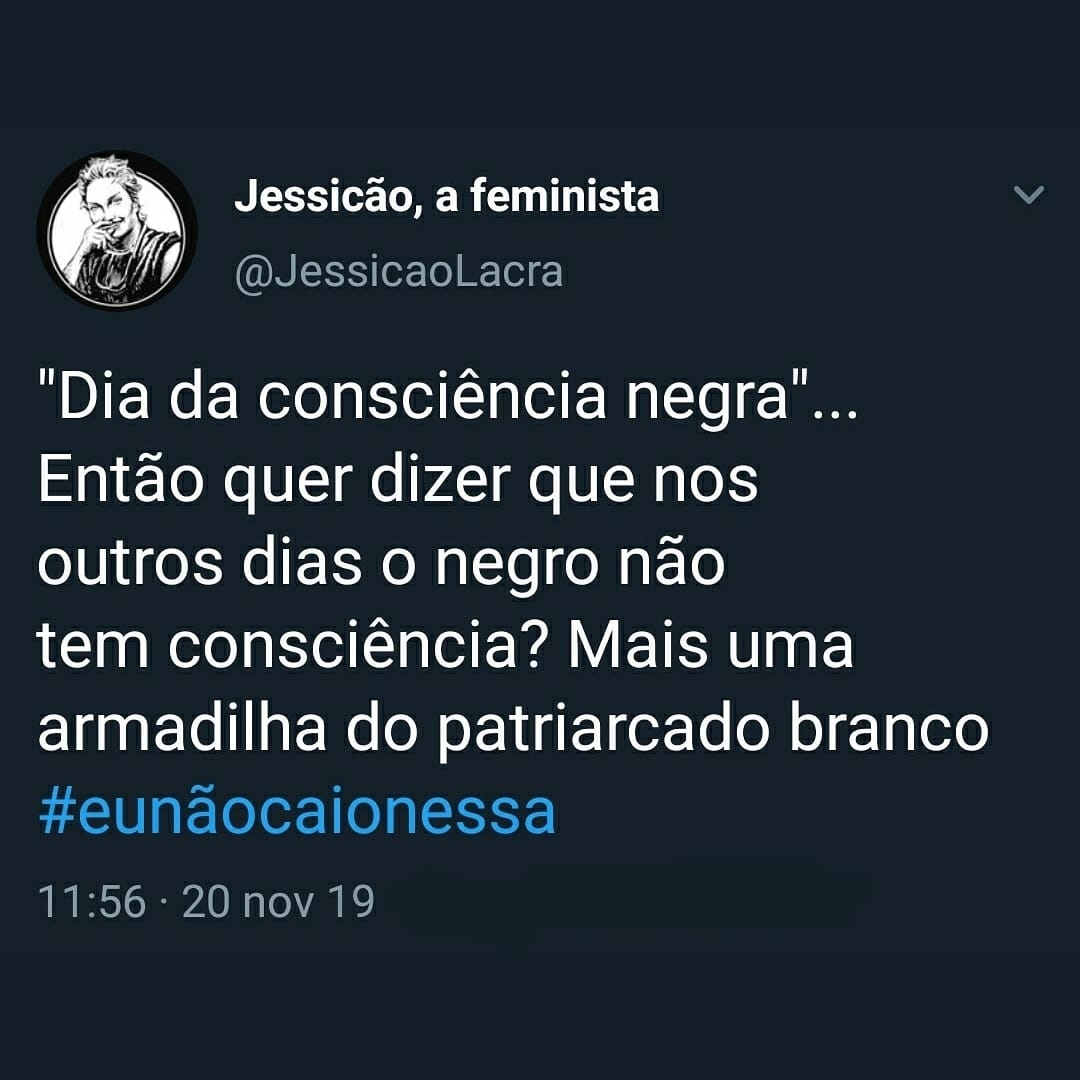 Jessicão, a feminista
@JessicaoLacra
"Dia da consciência negra"...
Então quer dizer que nos
outros dias o negro não
tem consciência? Mais uma
armadilha do patriarcado branco
#eunãocaionessa
11:56 · 20 nov 19